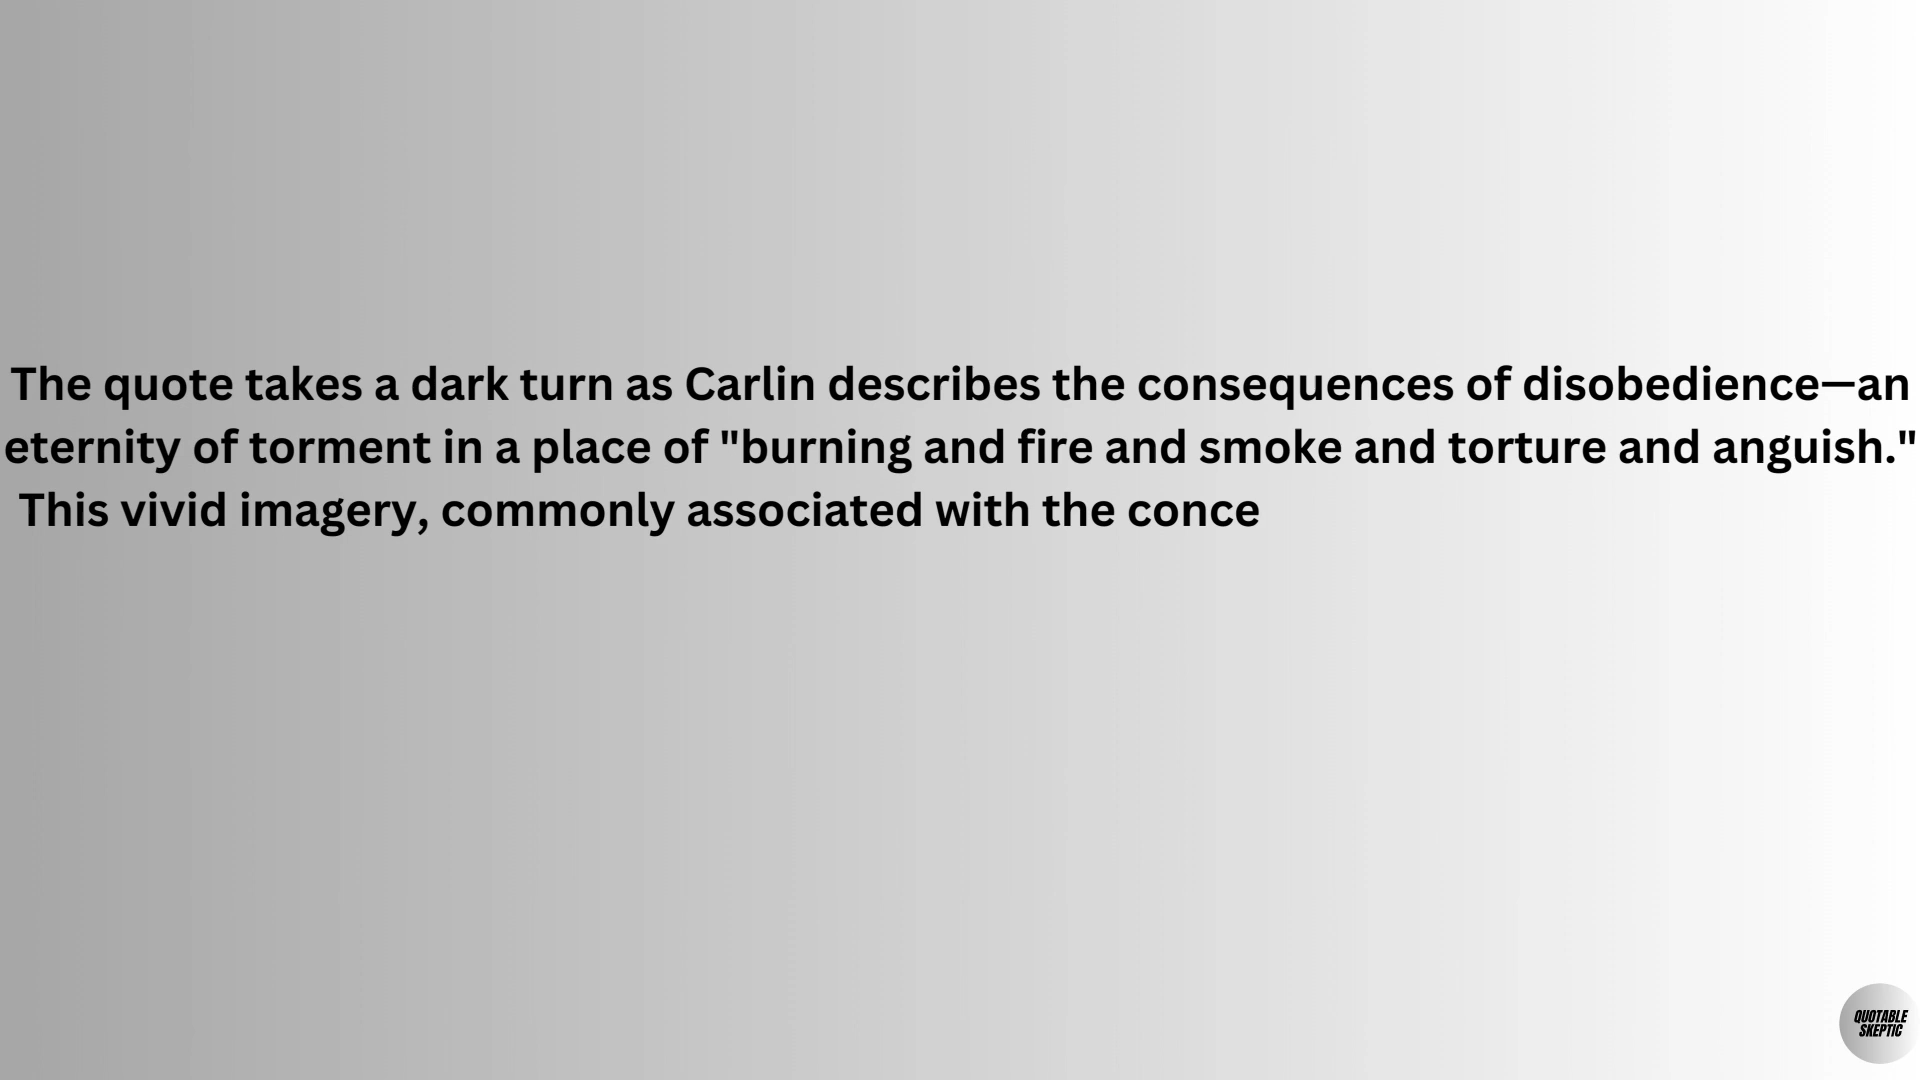 The quote takes a dark turn as Carlin describes the consequences of disobedience—an
eternity of torment in a place of "burning and fire and smoke and torture and anguish."
This vivid imagery, commonly associated with the conce
QUOTABLE
SKEPTIC